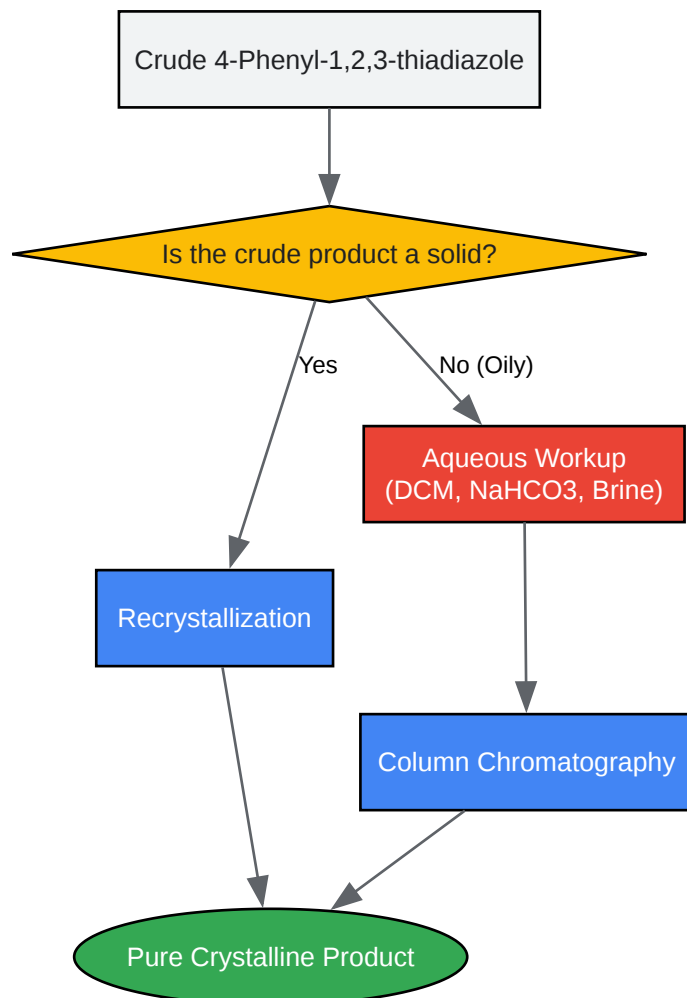 Crude 4-Phenyl-1,2,3-thiadiazole
Is the crude product a solid?
Yes
No (Oily)
Aqueous Workup
(DCM, NaHCO3, Brine)
Recrystallization
Column Chromatography
Pure Crystalline Product